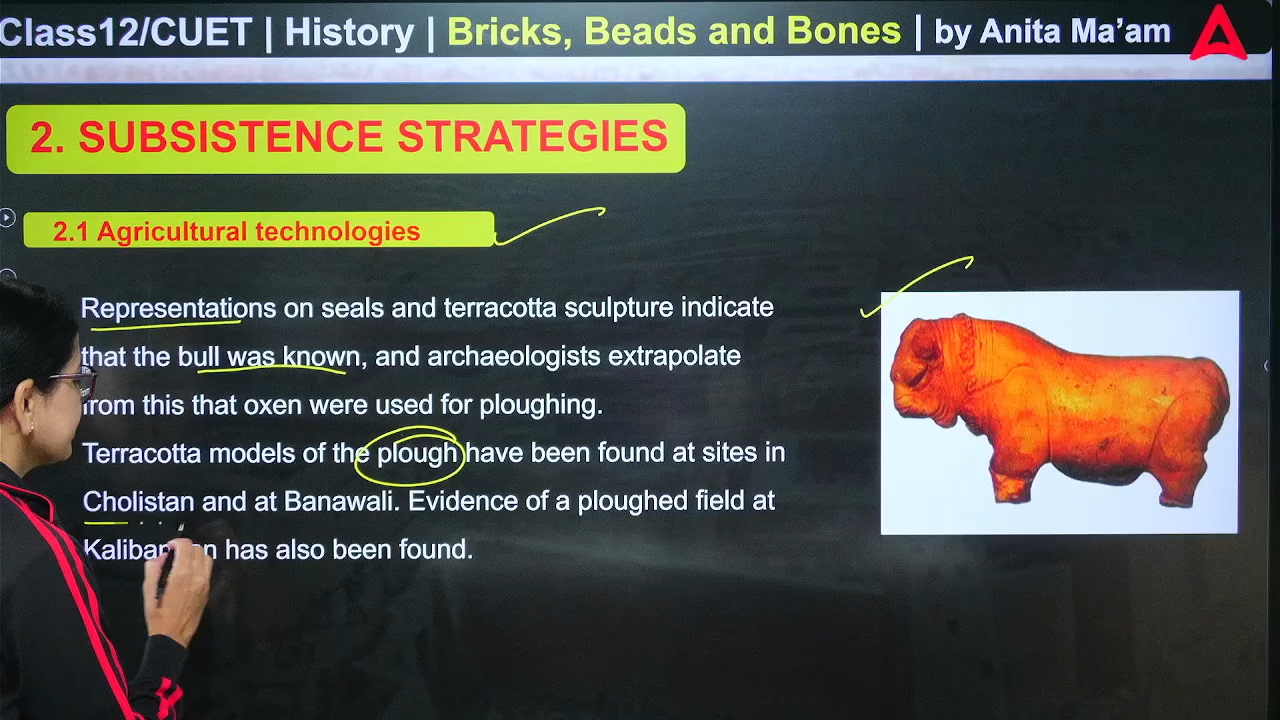 Class12/CUET | History | Bricks, Beads and Bones | by Anita Ma'am
2. SUBSISTENCE STRATEGIES
2.1 Agricultural technologies
Representations on seals and terracotta sculpture indicate
that the bull was known, and archaeologists extrapolate
from this that oxen were used for ploughing.
Terracotta models of the plough have been found at sites in
Cholistan and at Banawali. Evidence of a ploughed field at
has also been found.